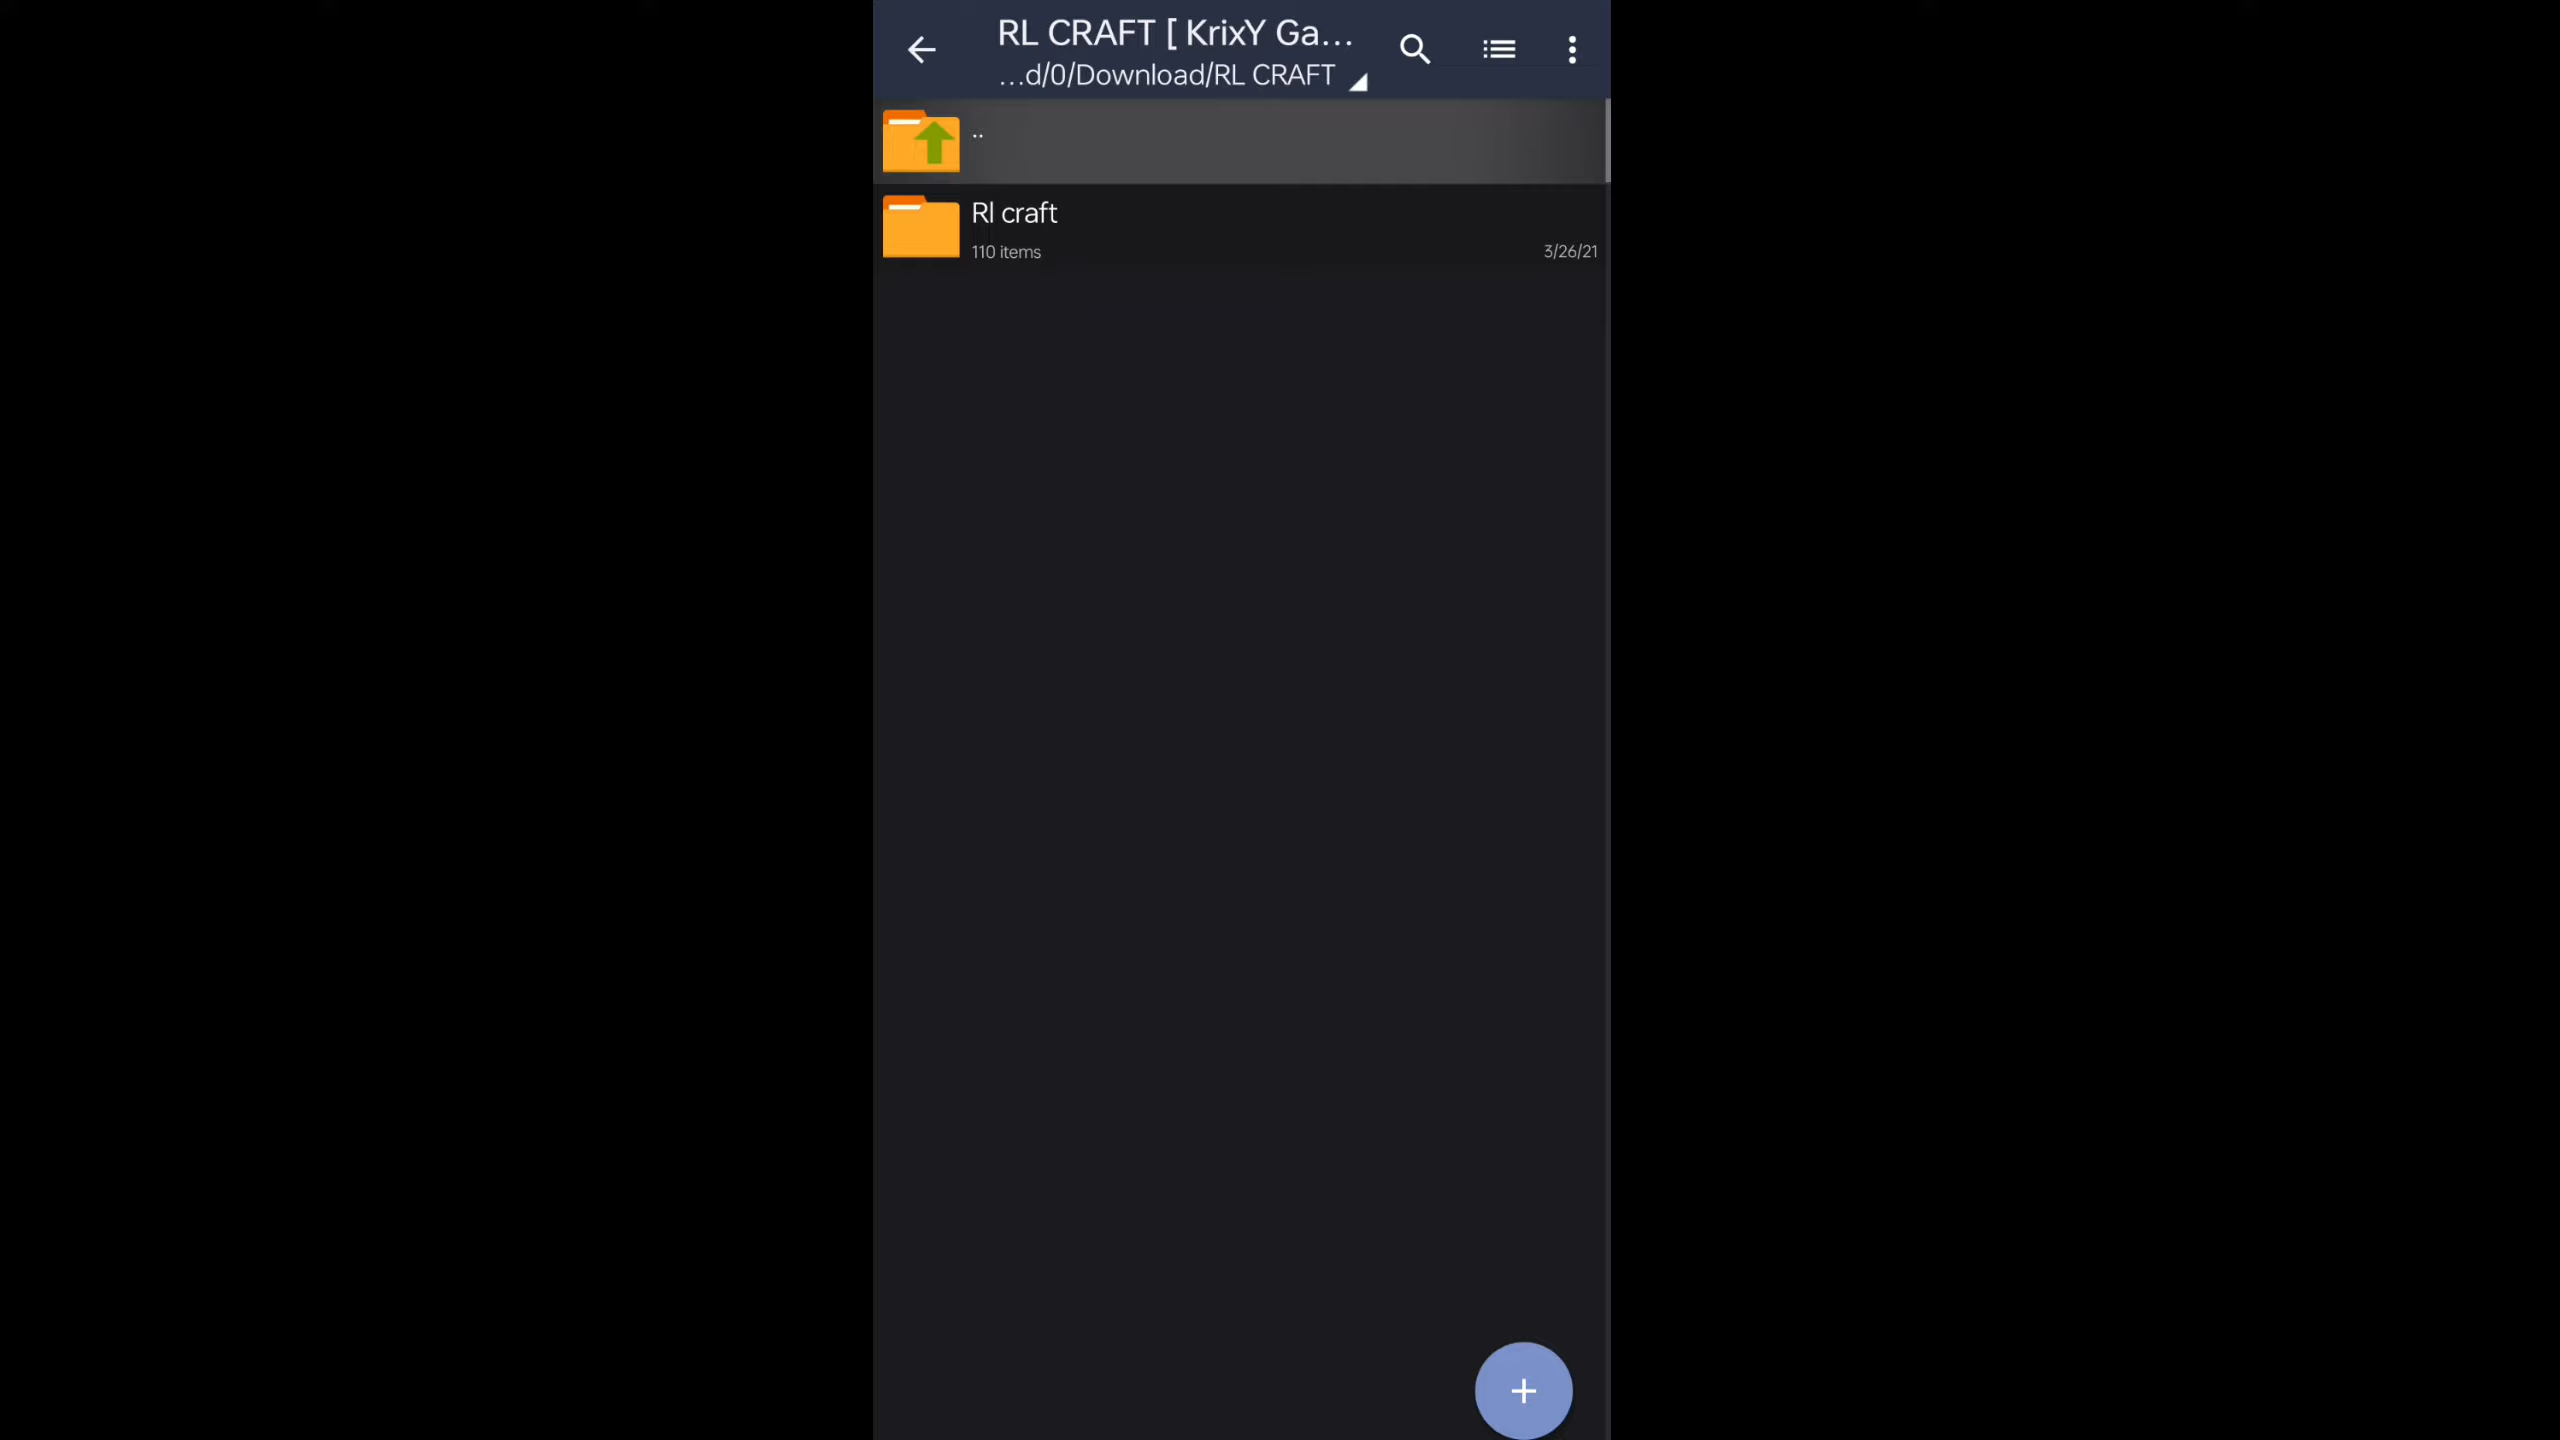 RL CRAFT [ KrixY Ga...
...d/0/Download/RL CRAFT
..
Rl craft
110 items
3/26/21